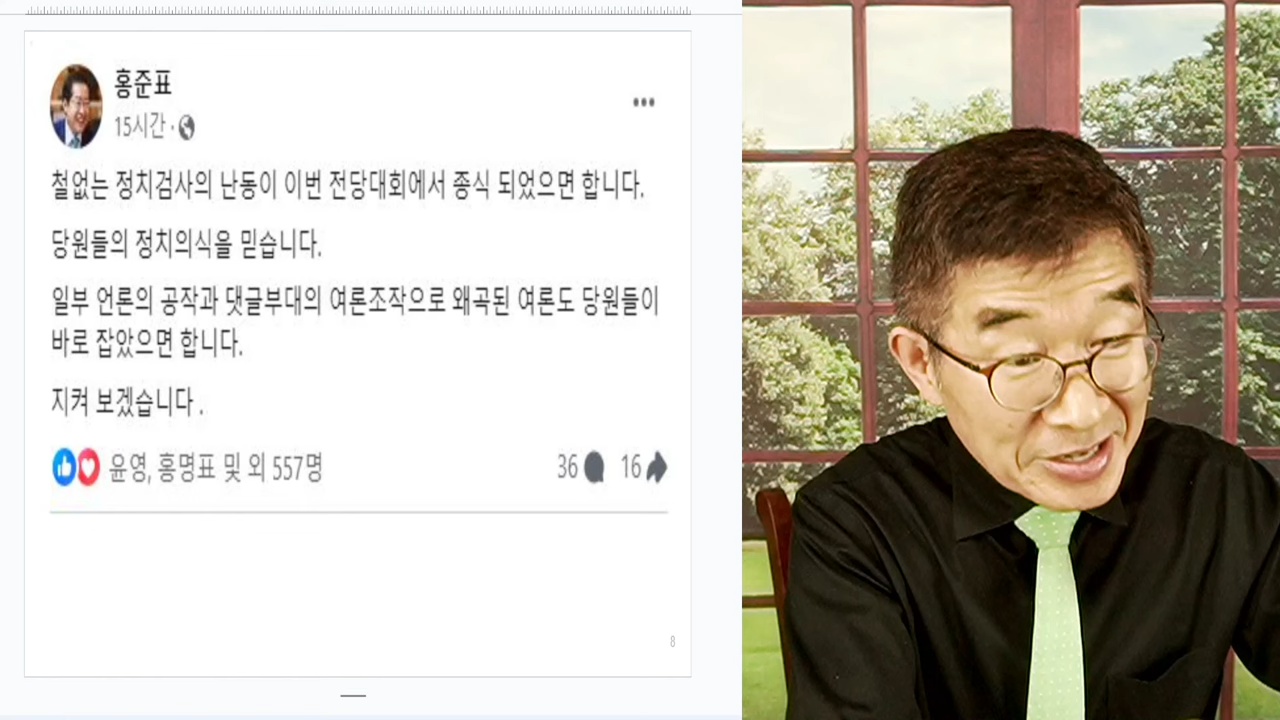 홍준표
15시간 ·
철없는 정치검사의 난동이 이번 전당대회에서 종식 되었으면 합니다.
당원들의 정치의식을 믿습니다.
일부 언론의 공작과 댓글부대의 여론조작으로 왜곡된 여론도 당원들이
바로 잡았으면 합니다.
지켜 보겠습니다 .
윤영, 홍명표 및 외 557명 36 16
8